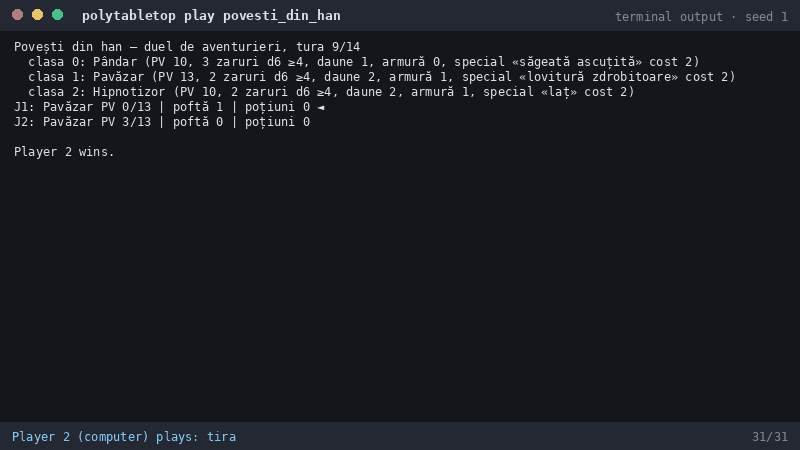 polytabletop play povesti_din_han
terminal output · seed 1
Povești din han — duel de aventurieri, tura 9/14
clasa 0: Pândar (PV 10, 3 zaruri d6 ≥4, daune 1, armură 0, special «săgeată ascuțită» cost 2)
clasa 1: Pavăzar (PV 13, 2 zaruri d6 ≥4, daune 2, armură 1, special «lovitură zdrobitoare» cost 2)
clasa 2: Hipnotizor (PV 10, 2 zaruri d6 ≥4, daune 2, armură 1, special «laț» cost 2)
J1: Pavăzar PV 0/13 | poftă 1 | poțiuni 0 ◄
J2: Pavăzar PV 3/13 | poftă 0 | poțiuni 0
Player 2 wins.
Player 2 (computer) plays: tira
31/31